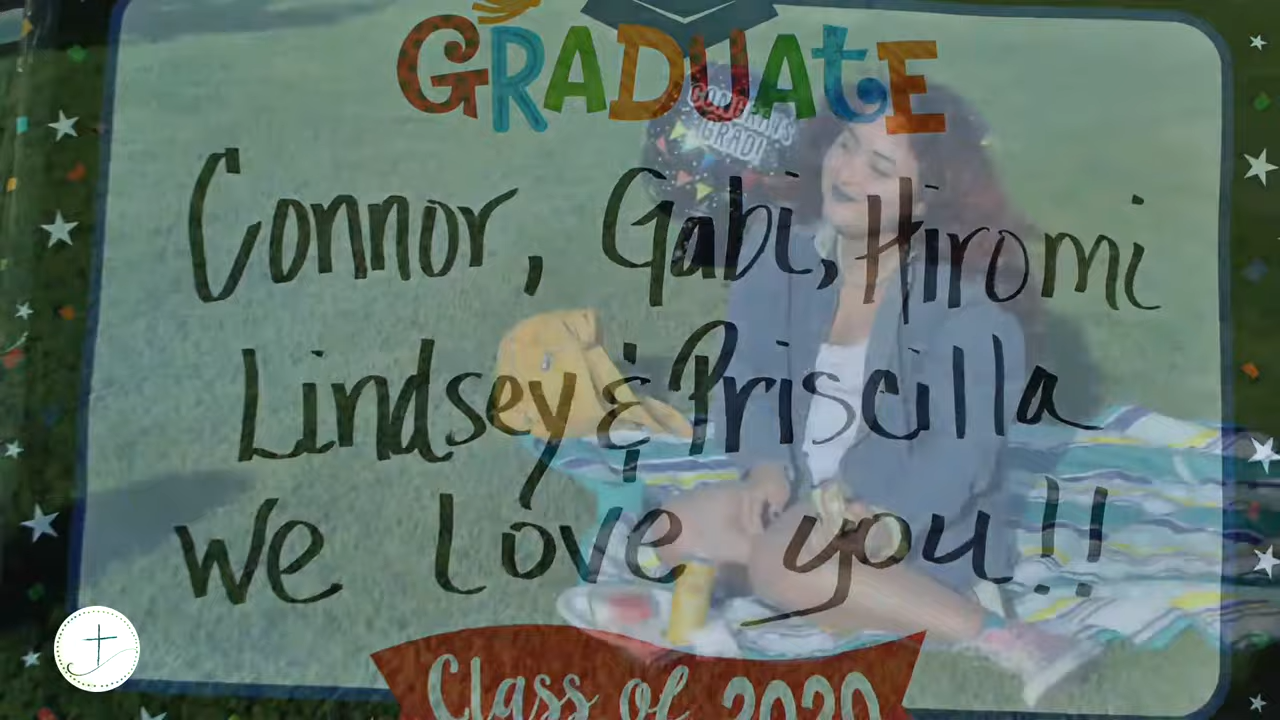 GRADUATE
CONGRATS
GRAD!
Connor, Gabi, Hiromi
Lindsey & Priscilla
We Love you!!
Class of 2020